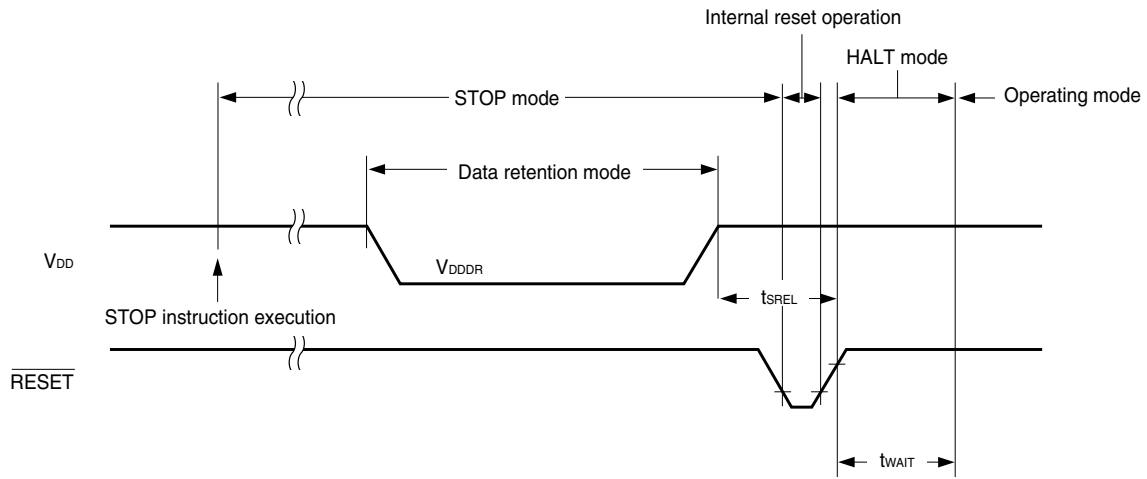 Internal reset operation
HALT mode
STOP mode
Operating mode
Data retention mode
VDD
VDDDR
tSREL
STOP instruction execution
RESET
tWAIT